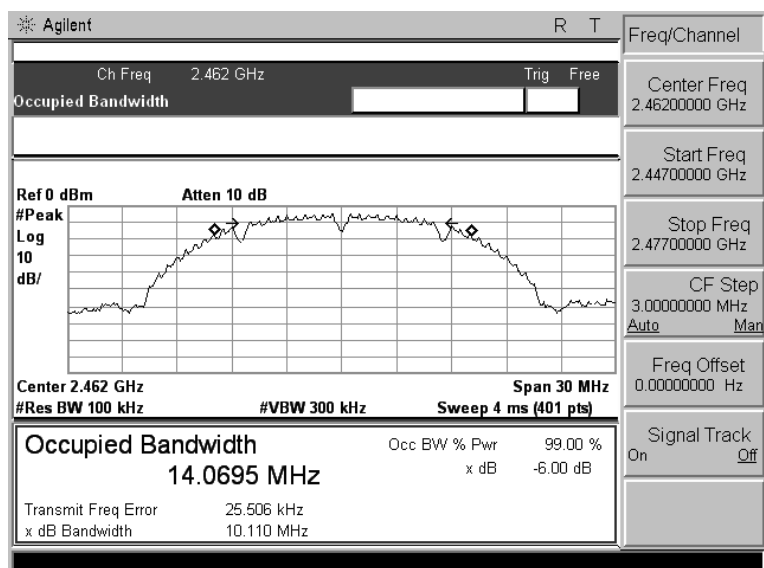 Agilent
R T
Freq/Channel
Ch Freq 2.462 GHz Trig Free
Occupied Bandwidth
Center Freq
2.46200000 GHz
Start Freq
2.44700000 GHz
Ref 0 dBm Atten 10 dB
#Peak
Log
10
dB/
Stop Freq
2.47700000 GHz
CF Step
3.00000000 MHz
Auto Man
Center 2.462 GHz Span 30 MHz
#Res BW 100 kHz #VBW 300 kHz Sweep 4 ms (401 pts)
Freq Offset
0.00000000 Hz
Occupied Bandwidth
14.0695 MHz
Occ BW % Pwr 99.00 %
x dB -6.00 dB
Signal Track
On Off
Transmit Freq Error 25.506 kHz
x dB Bandwidth 10.110 MHz